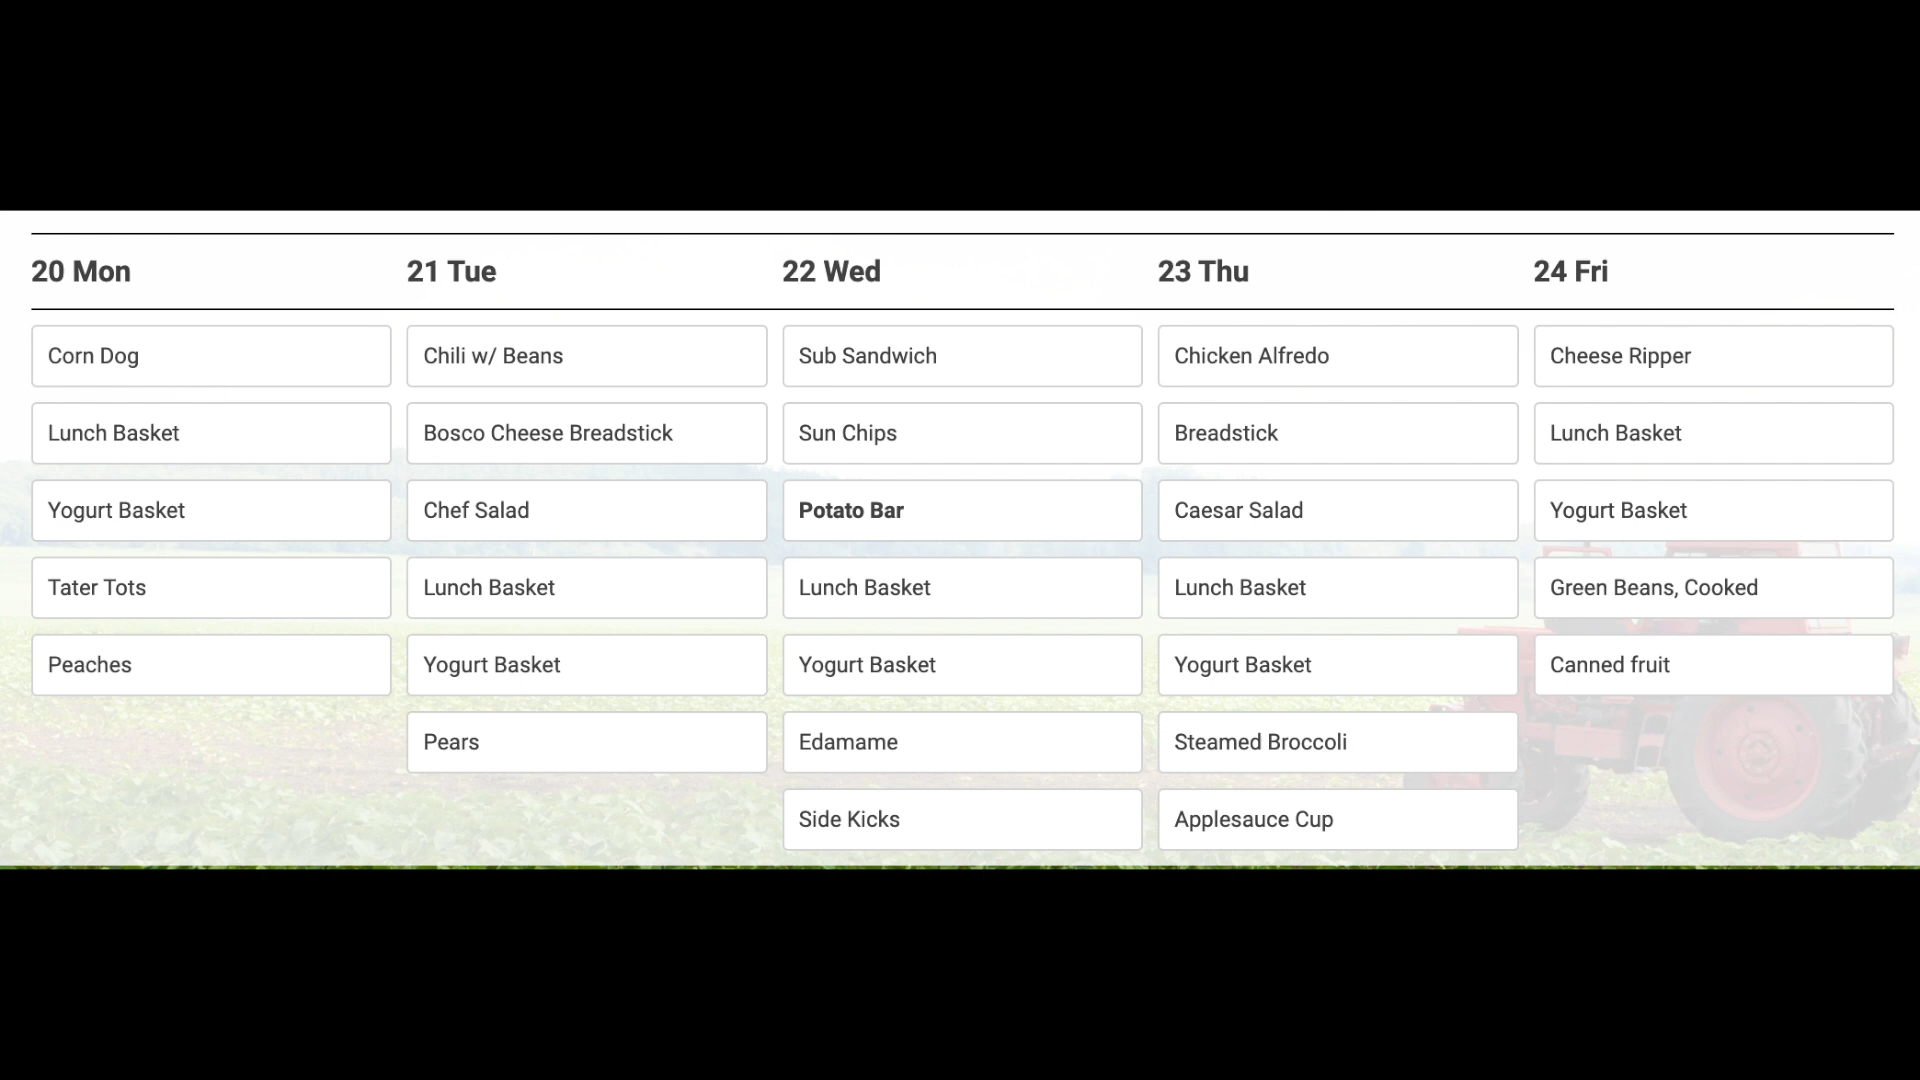 20 Mon
Corn Dog
Lunch Basket
Yogurt Basket
Tater Tots
Peaches
21 Tue
Chili w/ Beans
Bosco Cheese Breadstick
Chef Salad
Lunch Basket
Yogurt Basket
Pears
22 Wed
Sub Sandwich
Sun Chips
Potato Bar
Lunch Basket
Yogurt Basket
Edamame
Side Kicks
23 Thu
Chicken Alfredo
Breadstick
Caesar Salad
Lunch Basket
Yogurt Basket
Steamed Broccoli
Applesauce Cup
24 Fri
Cheese Ripper
Lunch Basket
Yogurt Basket
Green Beans, Cooked
Canned fruit